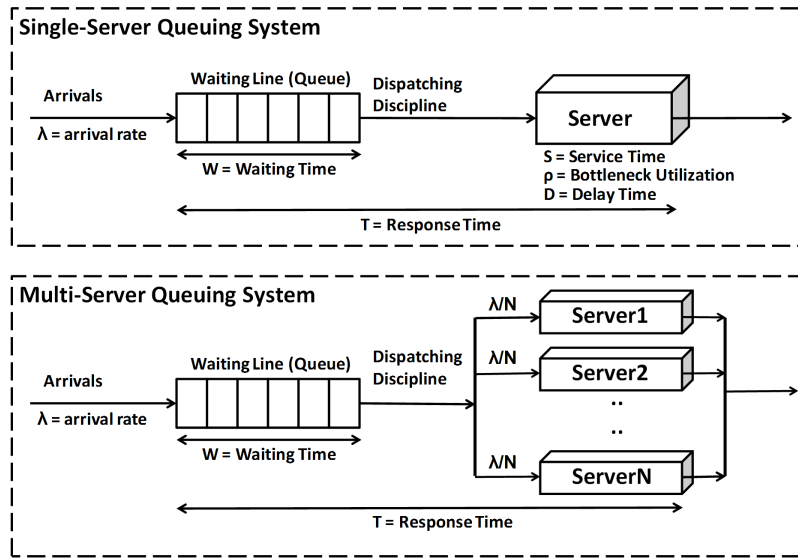 Single-Server Queuing System
Waiting Line (Queue)
Dispatching
Discipline
Arrivals
λ = arrival rate
Server
W = Waiting Time
S = Service Time
ρ = Bottleneck Utilization
D = Delay Time
T = Response Time
Multi-Server Queuing System
λ/N
Server1
Waiting Line (Queue)
Dispatching
Discipline
λ/N
Server2
Arrivals
λ = arrival rate
..
..
W = Waiting Time
λ/N
ServerN
T = Response Time